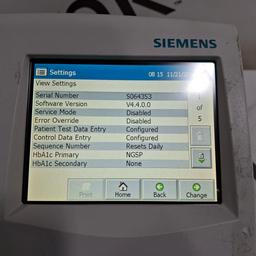 SIEMENS
Settings 08 15 11/21/
View Settings
Serial Number S064353
Software Version V4.4.0.0
Service Mode Disabled
Error Override Disabled
Patient Test Data Entry Configured
Control Data Entry Configured
Sequence Number Resets Daily
HbA1c Primary NGSP
HbA1c Secondary None
1
of
5
Print Home Back Change